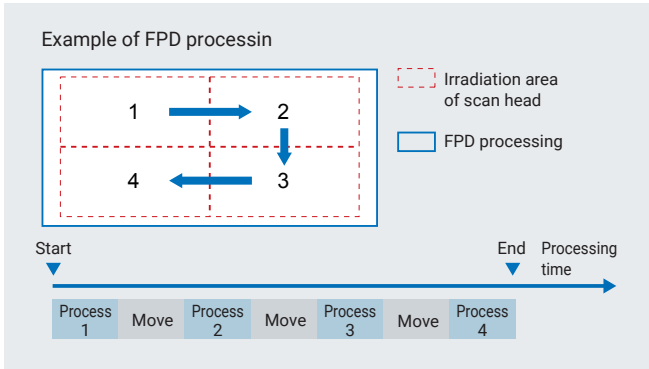 Example of FPD processin
1
2
4
3
Irradiation area
of scan head
FPD processing
Start
End
Processing
time
Process
1
Move
Process
2
Move
Process
3
Move
Process
4